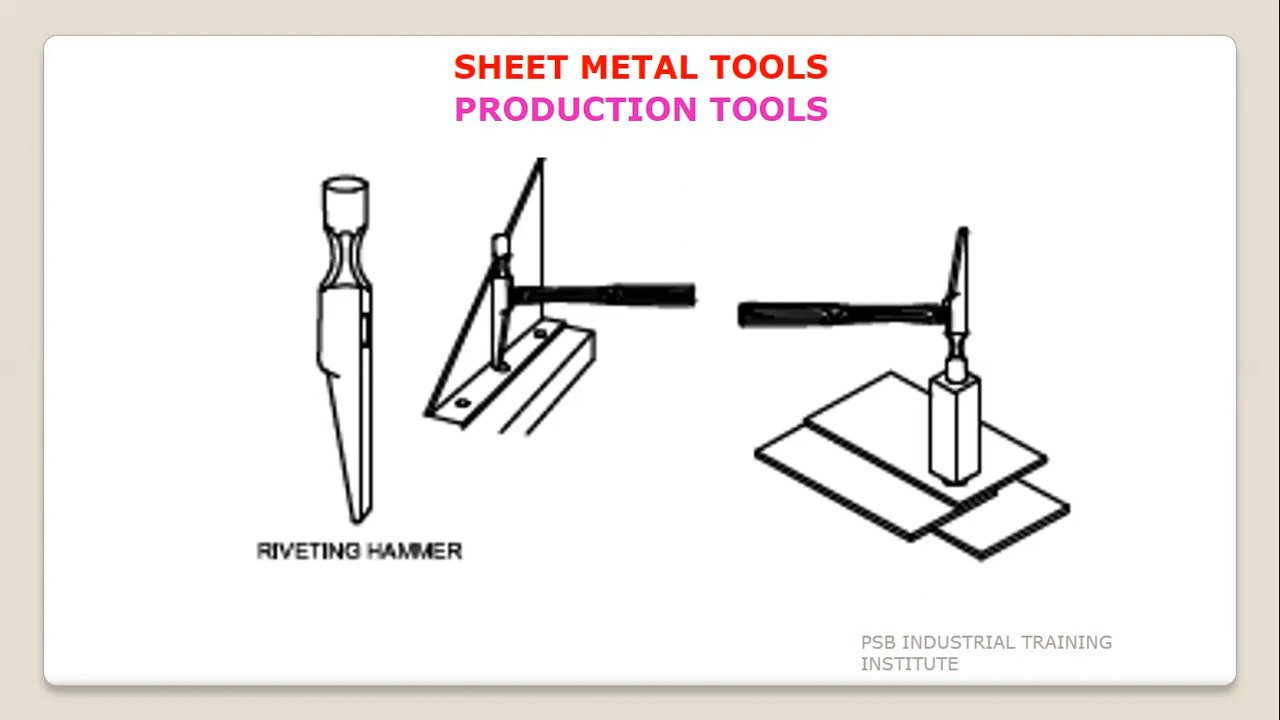 SHEET METAL TOOLS
PRODUCTION TOOLS
RIVETING HAMMER
PSB INDUSTRIAL TRAINING
INSTITUTE